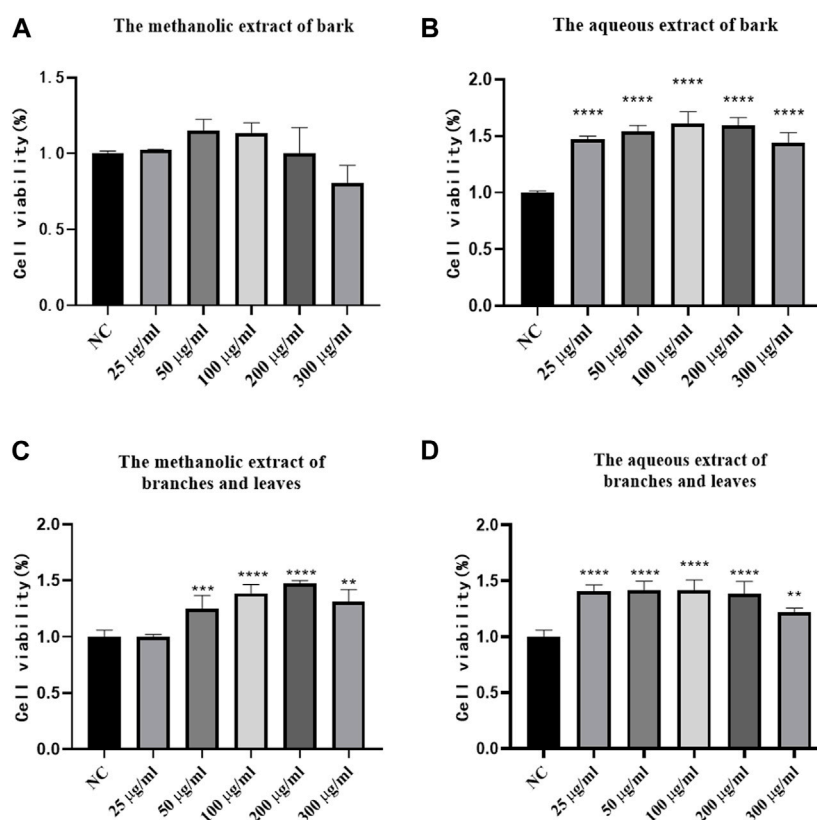 A
The methanolic extract of bark
Cell viability(%)
1.5
1.0
0.5
0.0
NC
25 µg/ml
50 µg/ml
100 µg/ml
200 µg/ml
300 µg/ml
B
The aqueous extract of bark
Cell viability(%)
2.0
1.5
1.0
0.5
0.0
****
****
****
****
****
NC
25 µg/ml
50 µg/ml
100 µg/ml
200 µg/ml
300 µg/ml
C
The methanolic extract of
branches and leaves
Cell viability(%)
2.0
1.5
1.0
0.5
0.0
***
****
****
**
NC
25 µg/ml
50 µg/ml
100 µg/ml
200 µg/ml
300 µg/ml
D
The aqueous extract of
branches and leaves
Cell viability(%)
2.0
1.5
1.0
0.5
0.0
****
****
****
****
**
NC
25 µg/ml
50 µg/ml
100 µg/ml
200 µg/ml
300 µg/ml